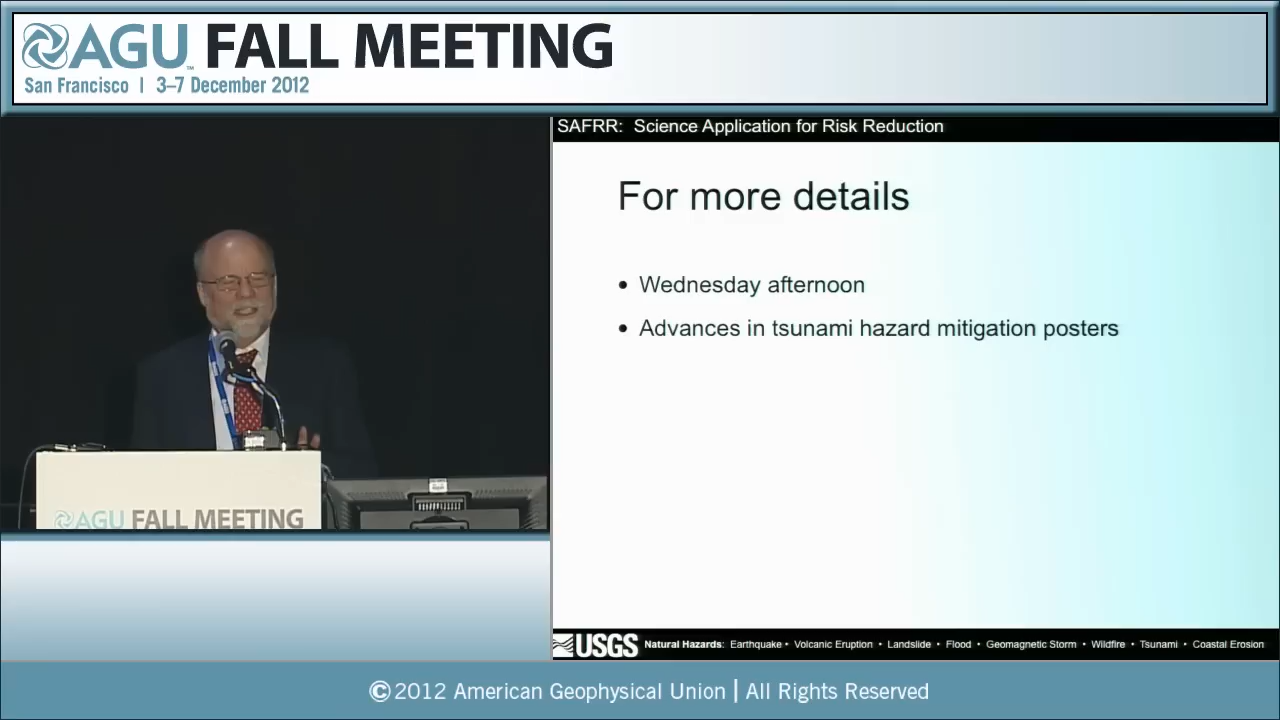 AGU FALL MEETING
San Francisco | 3–7 December 2012
SAFRR: Science Application for Risk Reduction
For more details
• Wednesday afternoon
• Advances in tsunami hazard mitigation posters
AGU FALL MEETING
USGS Natural Hazards: Earthquake • Volcanic Eruption • Landslide • Flood • Geomagnetic Storm • Wildfire • Tsunami • Coastal Erosion
©2012 American Geophysical Union | All Rights Reserved